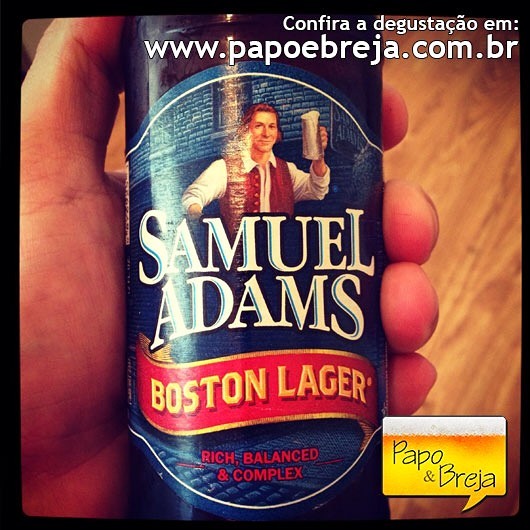 Confira a degustação em:
www.papoebreja.com.br
SAMUEL
ADAMS
BOSTON LAGER
RICH, BALANCED
& COMPLEX
Papo
& Breja